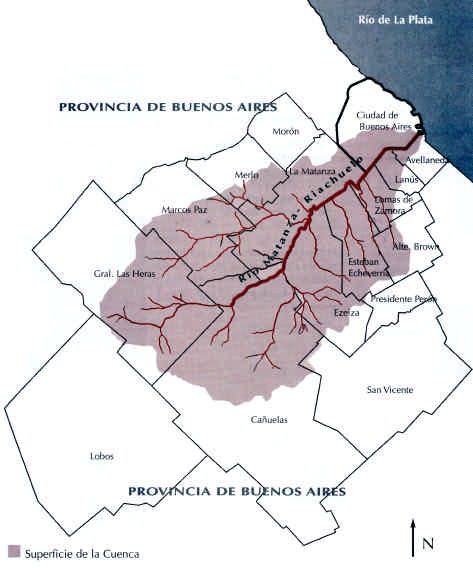 Río de La Plata
PROVINCIA DE BUENOS AIRES
Ciudad de
Buenos Aires
Morón
Avellaneda
La Matanza
Merlo
Lanús
Marcos Paz
Lomas de
Zamora
Río Matanza- Riachuelo
Alte. Brown
Gral. Las Heras
Esteban
Echeverría
Presidente Perón
Ezeiza
San Vicente
Cañuelas
Lobos
PROVINCIA DE BUENOS AIRES
N
Superficie de la Cuenca